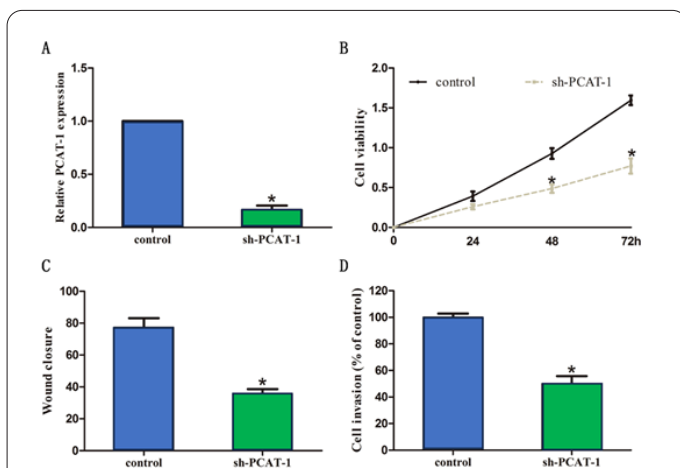 A
Relative PCAT-1 expression
1.5
1.0
0.5
0.0
control
sh-PCAT-1
*
B
control
sh-PCAT-1
Cell viability
2.0
1.5
1.0
0.5
0.0
*
*
0
24
48
72h
C
Wound closure
100
80
60
40
20
0
control
sh-PCAT-1
*
D
Cell invasion (% of control)
120
100
80
60
40
20
0
control
sh-PCAT-1
*